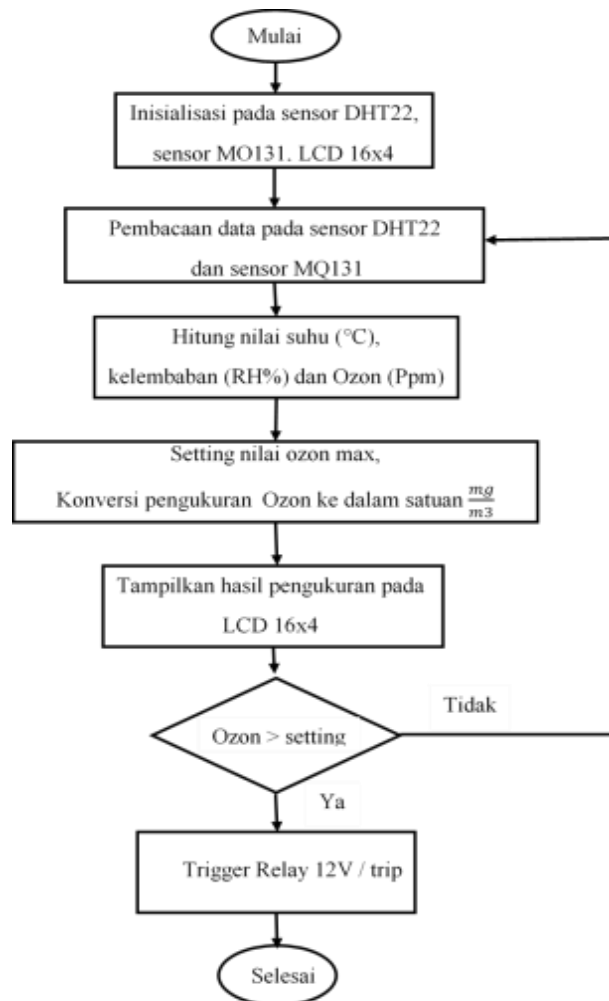 Mulai
Inisialisasi pada sensor DHT22,
sensor MO131. LCD 16x4
Pembacaan data pada sensor DHT22
dan sensor MQ131
Hitung nilai suhu (°C),
kelembaban (RH%) dan Ozon (Ppm)
Setting nilai ozon max,
Konversi pengukuran Ozon ke dalam satuan mg/m3
Tampilkan hasil pengukuran pada
LCD 16x4
Ozon > setting
Tidak
Ya
Trigger Relay 12V / trip
Selesai